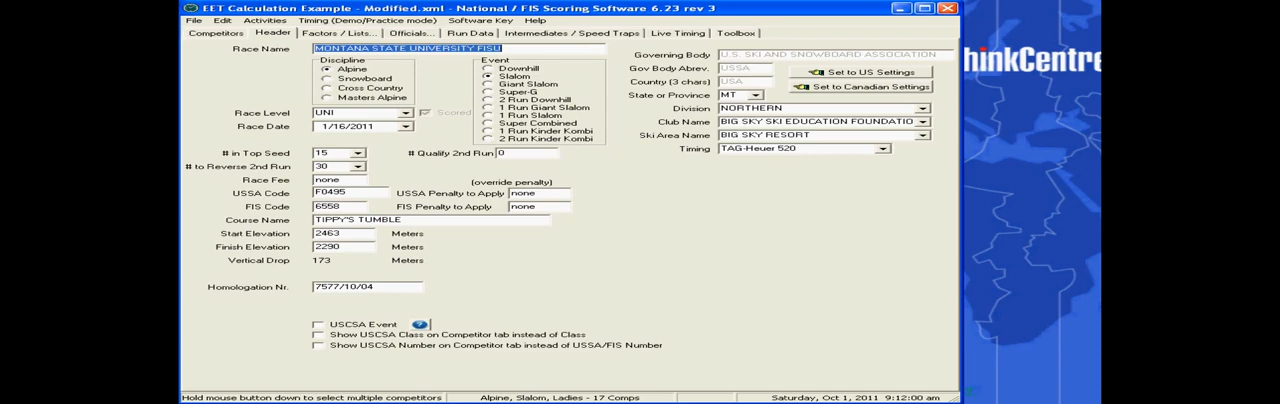 EET Calculation Example - Modified.xml - National / FIS Scoring Software 6.23 rev 3
File Edit Activities Timing (Demo/Practice mode) Software Key Help
Competitors Header Factors / Lists... Officials... Run Data Intermediates / Speed Traps Live Timing Toolbox
Race Name MONTANA STATE UNIVERSITY FISU
Discipline
Alpine
Snowboard
Cross Country
Masters Alpine
Event
Downhill
Slalom
Giant Slalom
Super-G
2 Run Downhill
1 Run Giant Slalom
1 Run Slalom
Super Combined
1 Run Kinder Kombi
2 Run Kinder Kombi
Race Level UNI Scored
Race Date 1/16/2011
# in Top Seed 15 # Qualify 2nd Run 0
# to Reverse 2nd Run 30
Race Fee none (override penalty)
USSA Code F0495 USSA Penalty to Apply none
FIS Code 6558 FIS Penalty to Apply none
Course Name TIPPY'S TUMBLE
Start Elevation 2463 Meters
Finish Elevation 2290 Meters
Vertical Drop 173 Meters
Homologation Nr. 7577/10/04
USCSA Event ?
Show USCSA Class on Competitor tab instead of Class
Show USCSA Number on Competitor tab instead of USSA/FIS Number
Governing Body U.S. SKI AND SNOWBOARD ASSOCIATION
Gov Body Abrev. USSA
Country (3 chars) USA
Set to US Settings
Set to Canadian Settings
State or Province MT
Division NORTHERN
Club Name BIG SKY SKI EDUCATION FOUNDATIO
Ski Area Name BIG SKY RESORT
Timing TAG-Heuer 520
Hold mouse button down to select multiple competitors Alpine, Slalom, Ladies - 17 Comps Saturday, Oct 1, 2011 9:12:00 am
hinkCentre